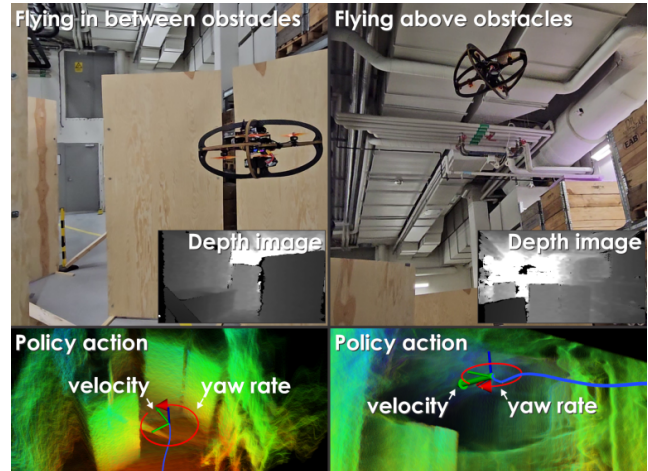 Flying in between obstacles
Flying above obstacles
Depth image
Depth image
Policy action
velocity
yaw rate
Policy action
velocity
yaw rate